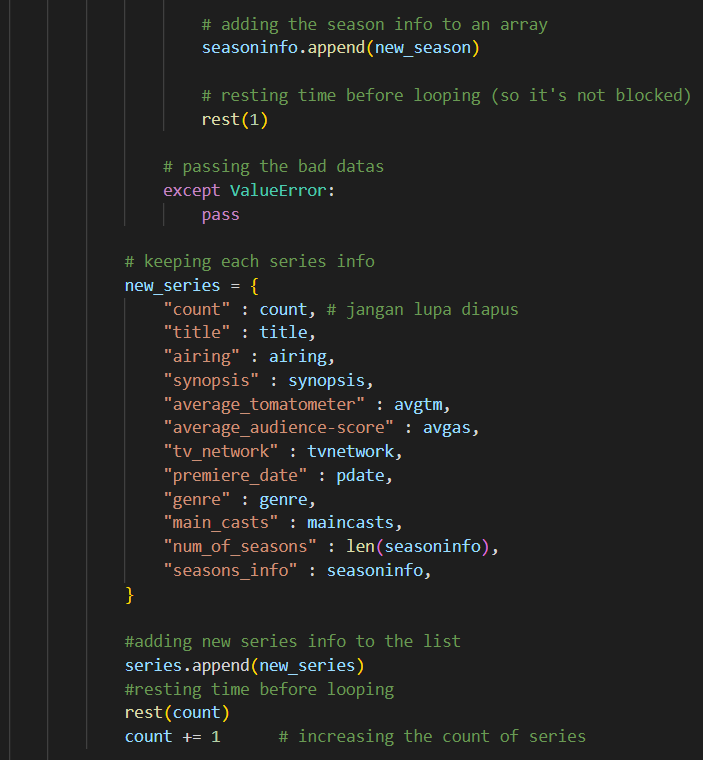 # adding the season info to an array
seasoninfo.append(new_season)
# resting time before looping (so it's not blocked)
rest(1)
# passing the bad datas
except ValueError:
pass
# keeping each series info
new_series = {
"count" : count, # jangan lupa diapus
"title" : title,
"airing" : airing,
"synopsis" : synopsis,
"average_tomatometer" : avgtm,
"average_audience-score" : avgas,
"tv_network" : tvnetwork,
"premiere_date" : pdate,
"genre" : genre,
"main_casts" : maincasts,
"num_of_seasons" : len(seasoninfo),
"seasons_info" : seasoninfo,
}
#adding new series info to the list
series.append(new_series)
#resting time before looping
rest(count)
count += 1 # increasing the count of series